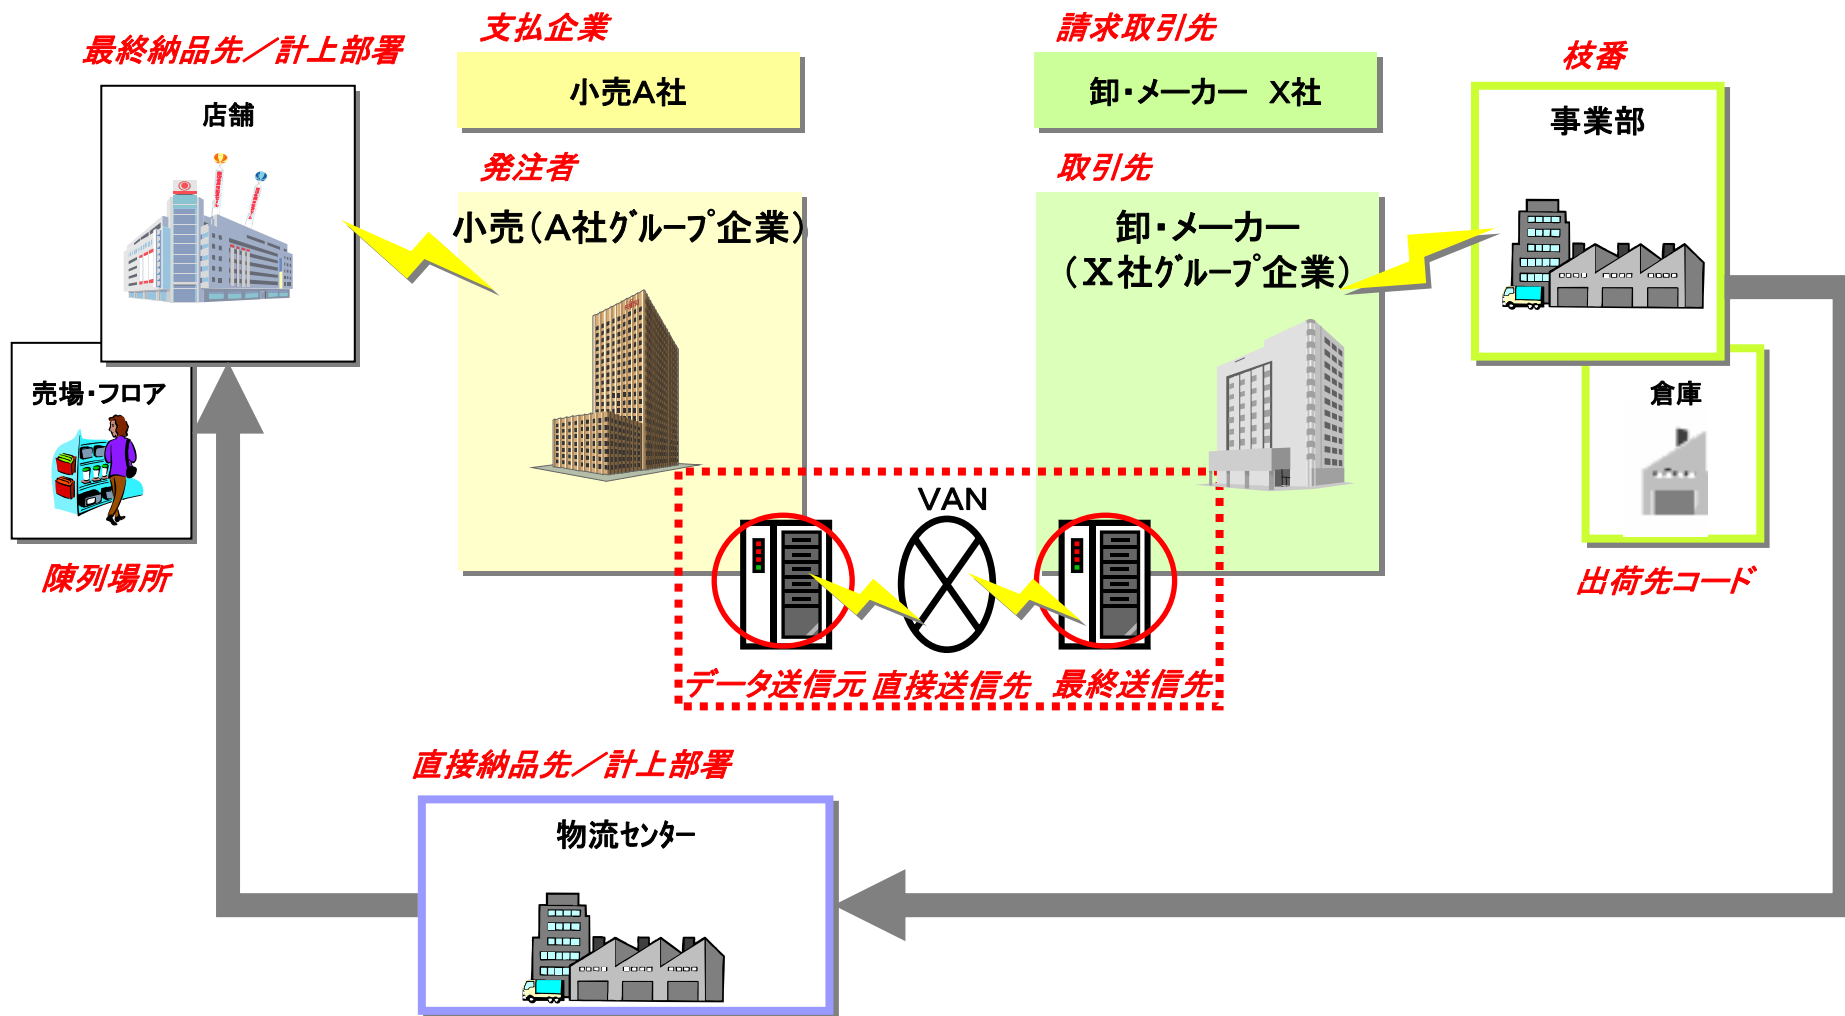 支払企業
請求取引先
最終納品先／計上部署
枝番
小売A社
卸・メーカー　X社
店舗
事業部
発注者
取引先
小売（A社グループ企業）
卸・メーカー
（X社グループ企業）
売場・フロア
倉庫
VAN
陳列場所
出荷先コード
データ送信元
直接送信先
最終送信先
直接納品先／計上部署
物流センター